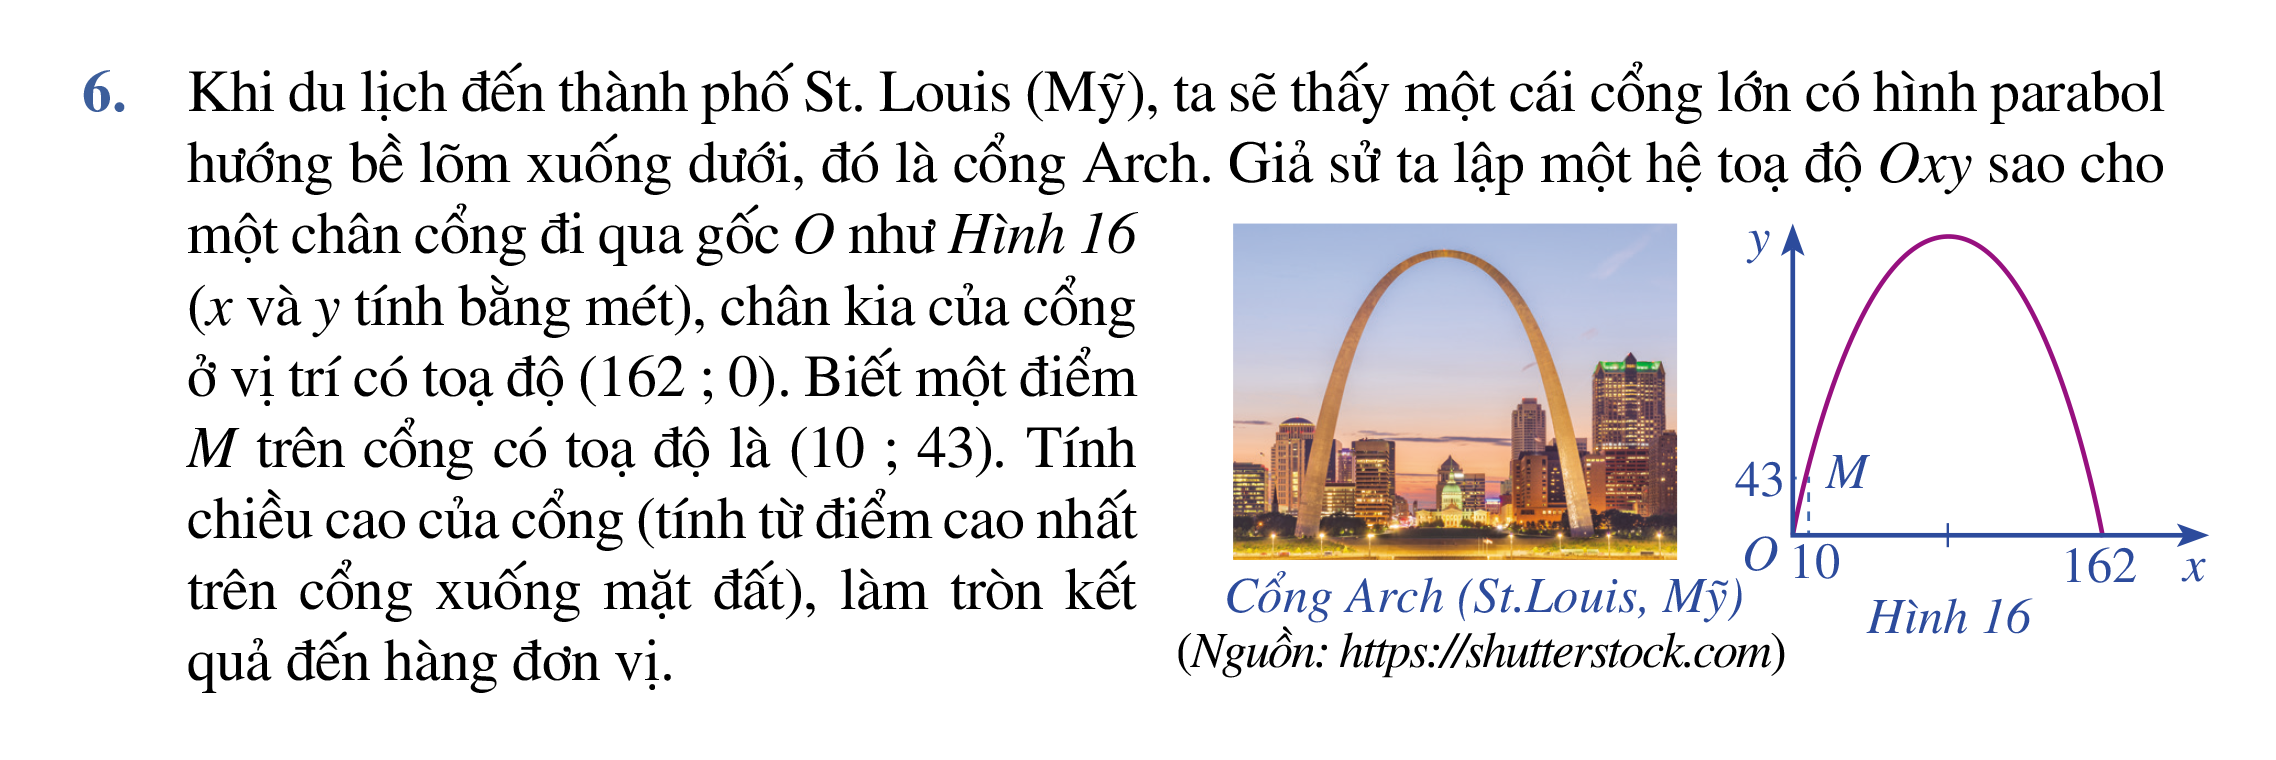 6. Khi du lịch đến thành phố St. Louis (Mỹ), ta sẽ thấy một cái cổng lớn có hình parabol
hướng bề lõm xuống dưới, đó là cổng Arch. Giả sử ta lập một hệ toạ độ Oxy sao cho
một chân cổng đi qua gốc O như Hình 16
(x và y tính bằng mét), chân kia của cổng
ở vị trí có toạ độ (162 ; 0). Biết một điểm
M trên cổng có toạ độ là (10 ; 43). Tính
chiều cao của cổng (tính từ điểm cao nhất
trên cổng xuống mặt đất), làm tròn kết
quả đến hàng đơn vị.
Cổng Arch (St.Louis, Mỹ)
(Nguồn: https://shutterstock.com)
y
43 M
O 10 162 x
Hình 16